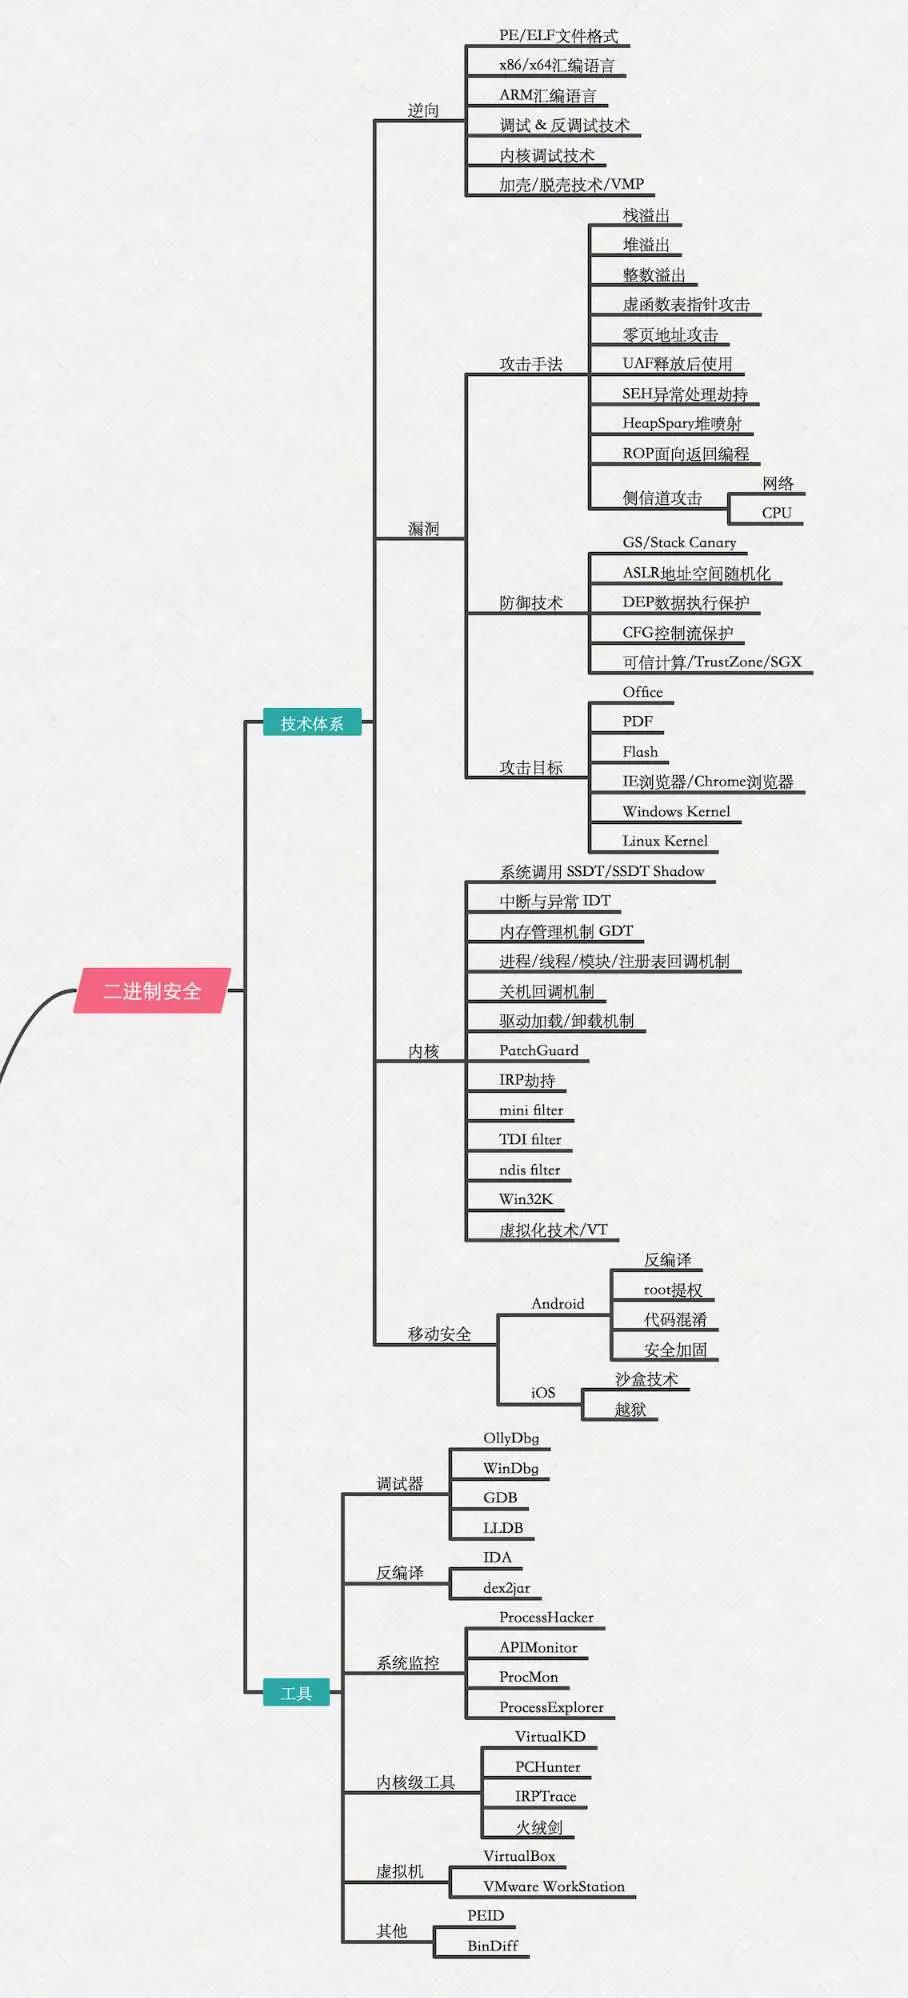 PE/ELF文件格式
x86/x64汇编语言
ARM汇编语言
逆向
调试 & 反调试技术
内核调试技术
加壳/脱壳技术/VMP
栈溢出
堆溢出
整数溢出
虚函数表指针攻击
零页地址攻击
攻击手法
UAF释放后使用
SEH异常处理劫持
HeapSpary堆喷射
ROP面向返回编程
侧信道攻击
网络
CPU
漏洞
GS/Stack Canary
ASLR地址空间随机化
防御技术
DEP数据执行保护
CFG控制流保护
可信计算/TrustZone/SGX
Office
PDF
技术体系
Flash
攻击目标
IE浏览器/Chrome浏览器
Windows Kernel
Linux Kernel
系统调用 SSDT/SSDT Shadow
中断与异常 IDT
内存管理机制 GDT
进程/线程/模块/注册表回调机制
二进制安全
关机回调机制
驱动加载/卸载机制
内核
PatchGuard
IRP劫持
mini filter
TDI filter
ndis filter
Win32K
虚拟化技术/VT
移动安全
Android
反编译
root提权
代码混淆
安全加固
iOS
沙盒技术
越狱
调试器
OllyDbg
WinDbg
GDB
LLDB
反编译
IDA
dex2jar
系统监控
ProcessHacker
APIMonitor
ProcMon
ProcessExplorer
工具
内核级工具
VirtualKD
PCHunter
IRPTrace
火绒剑
虚拟机
VirtualBox
VMware WorkStation
其他
PEID
BinDiff